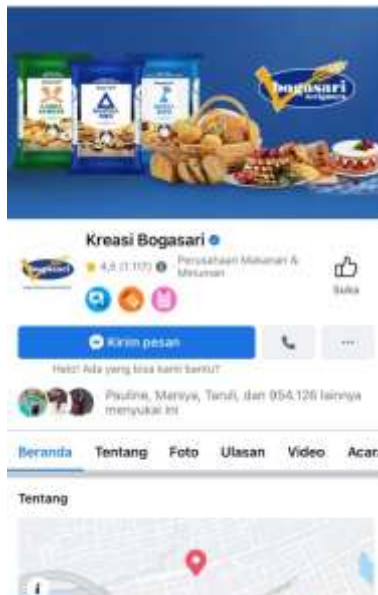 bogasari
Kreasi Bogasari
4,8 (1.117) Perusahaan Makanan &
Minuman
Suka
Kirim pesan
Halo! Ada yang bisa kami bantu?
Pauline, Marsya, Taruli, dan 954.126 lainnya
menyukai ini
Beranda Tentang Foto Ulasan Video Acar
Tentang